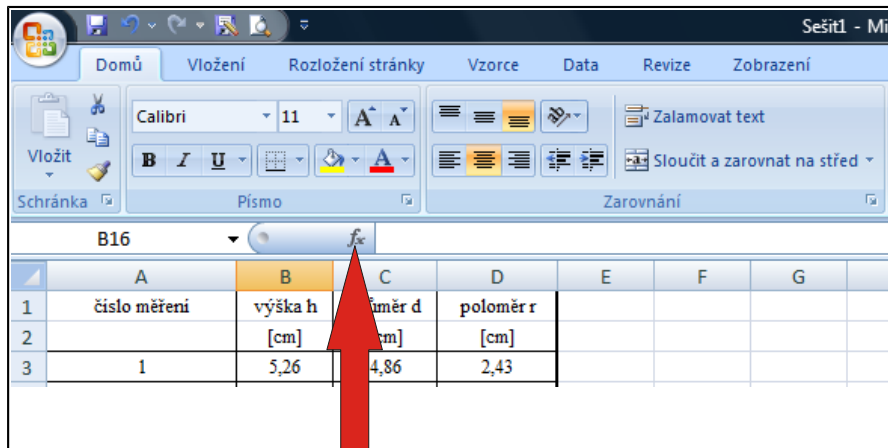 Sešit1 - Mi
Domů Vložení Rozložení stránky Vzorce Data Revize Zobrazení
Calibri 11 A A Zalamovat text
Vložit B I U A Sloučit a zarovnat na střed
Schránka Písmo Zarovnání
B16 fx
A B C D E F G
1 číslo měření výška h poloměr r
2 [cm] [cm]
3 1 5,26 4,86 2,43